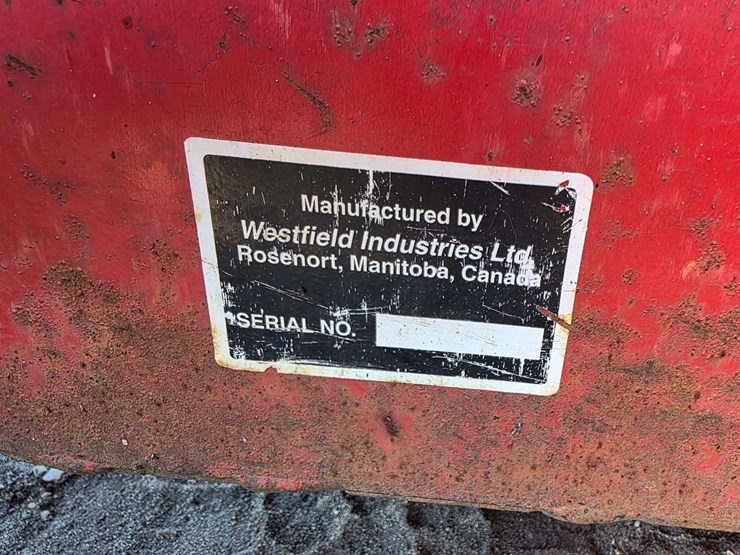 Manufactured by
Westfield Industries Ltd.
Rosenort, Manitoba, Canada
SERIAL NO.